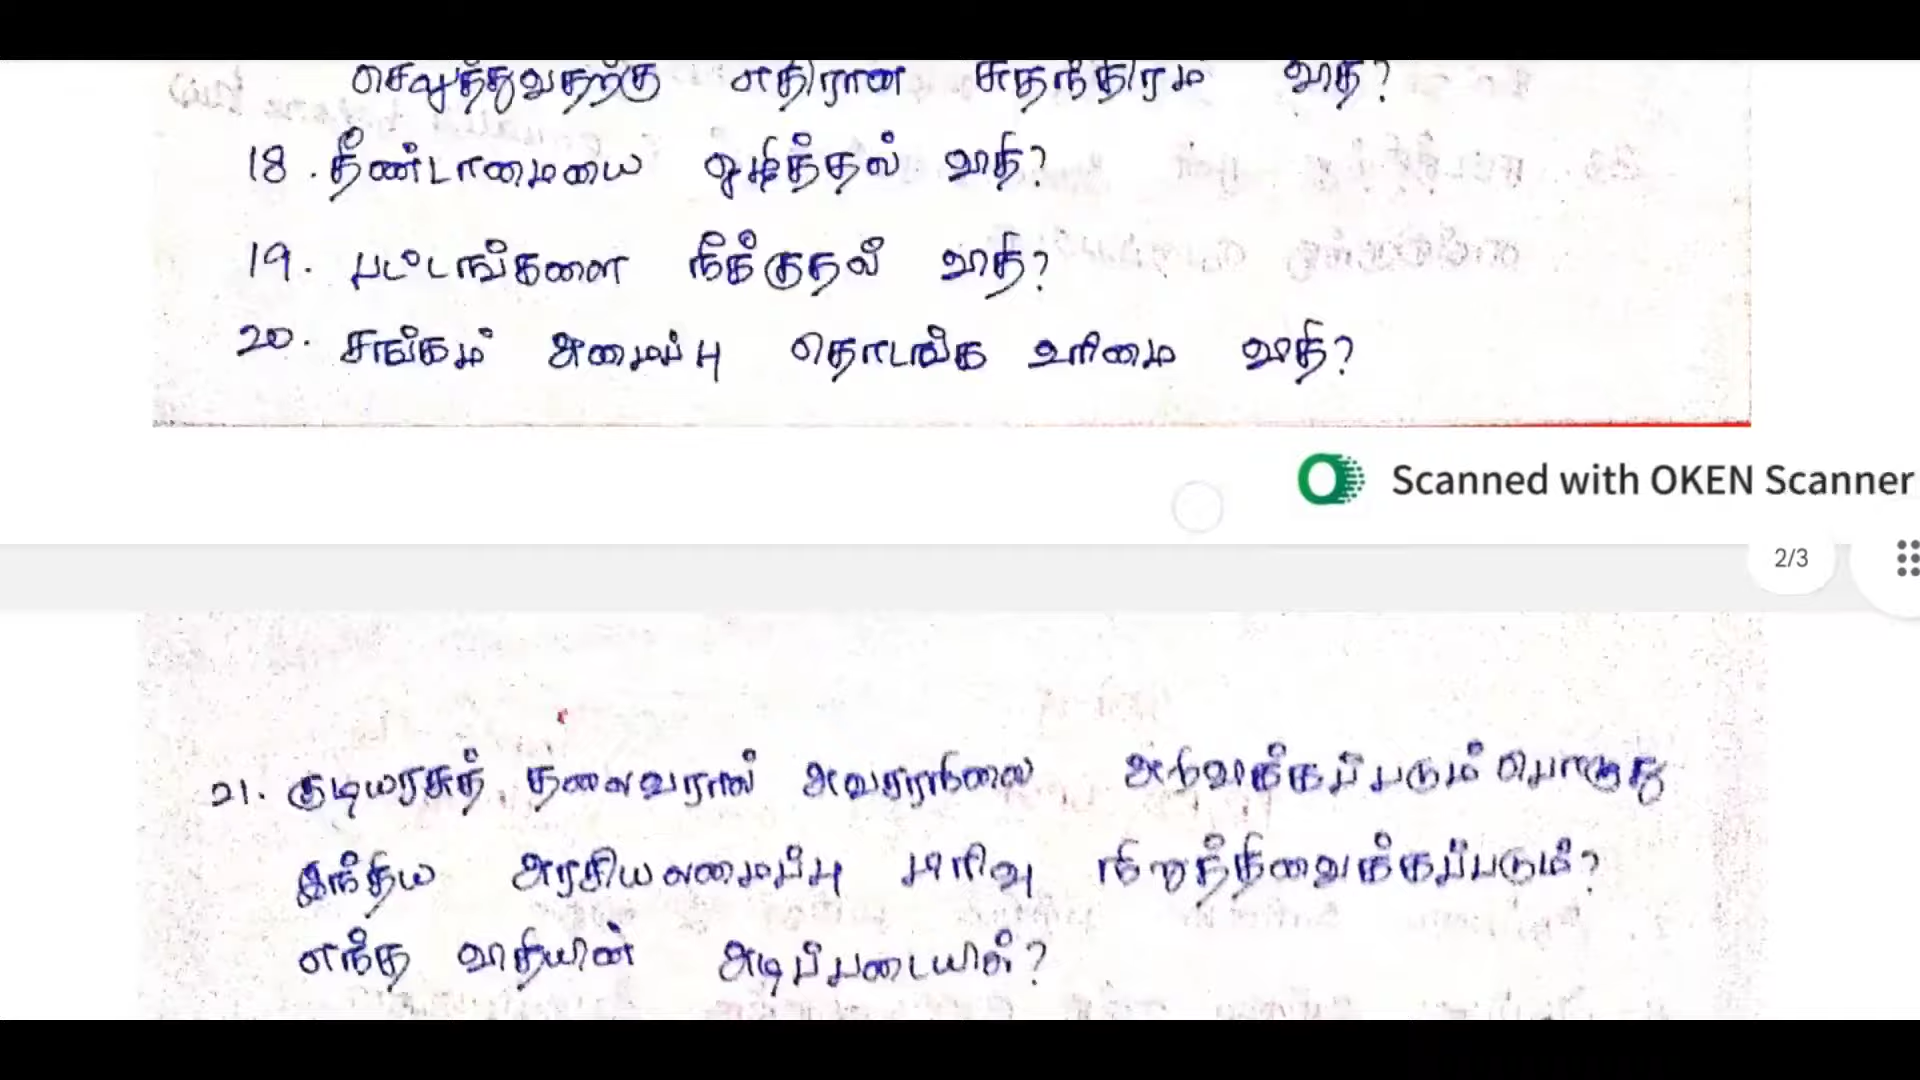 செலுத்துவதற்கு எதிரான சுதந்திரம் விதி?
18. தீண்டாமையை ஒழித்தல் விதி?
19. பட்டங்களை நீக்குதல் விதி?
20. சங்கம் அமைப்பு தொடங்க உரிமை விதி?
Scanned with OKEN Scanner
2/3
21. குடியரசுத் தலைவரால் அவசரநிலை அறிவிக்கப்படும் பொழுது
இந்திய அரசியலமைப்பு பிரிவு நிறுத்திவைக்கப்படும்?
எந்த விதியின் அடிப்படையில்?